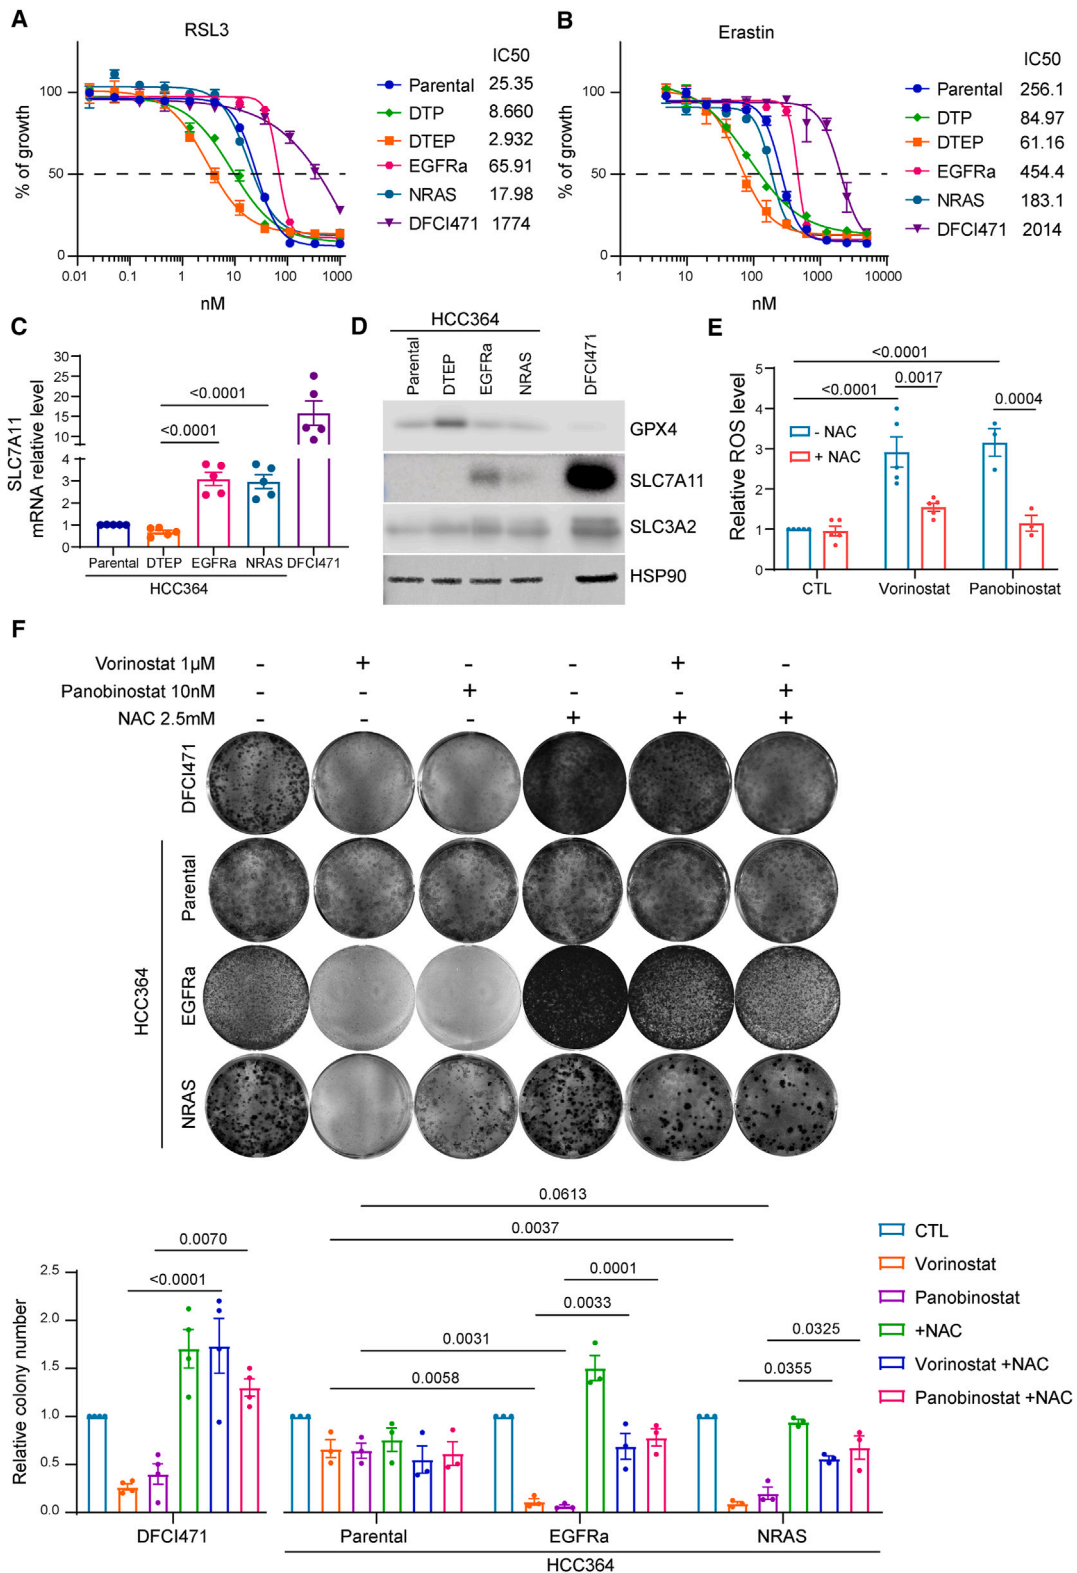 A
RSL3
% of growth
100
50
0
0.01
0.1
1
10
100
1000
nM
IC50
Parental 25.35
DTP 8.660
DTEP 2.932
EGFRa 65.91
NRAS 17.98
DFCI471 1774
B
Erastin
% of growth
100
50
0
1
10
100
1000
10000
nM
IC50
Parental 256.1
DTP 84.97
DTEP 61.16
EGFRa 454.4
NRAS 183.1
DFCI471 2014
C
SLC7A11
mRNA relative level
30
25
20
15
10
4
3
2
1
0
<0.0001
<0.0001
Parental DTEP EGFRa NRAS DFCI471
HCC364
D
HCC364
Parental
DTEP
EGFRa
NRAS
DFCI471
GPX4
SLC7A11
SLC3A2
HSP90
E
Relative ROS level
5
4
3
2
1
0
<0.0001
<0.0001
0.0017
0.0004
- NAC
+ NAC
CTL Vorinostat Panobinostat
F
Vorinostat 1µM - + - - + -
Panobinostat 10nM - - + - - +
NAC 2.5mM - - - + + +
DFCI471
Parental
EGFRa
NRAS
HCC364
Relative colony number
2.5
2.0
1.5
1.0
0.5
0.0
0.0613
0.0037
0.0070
<0.0001
0.0001
0.0033
0.0031
0.0058
0.0325
0.0355
DFCI471 Parental EGFRa NRAS
HCC364
CTL
Vorinostat
Panobinostat
+NAC
Vorinostat +NAC
Panobinostat +NAC